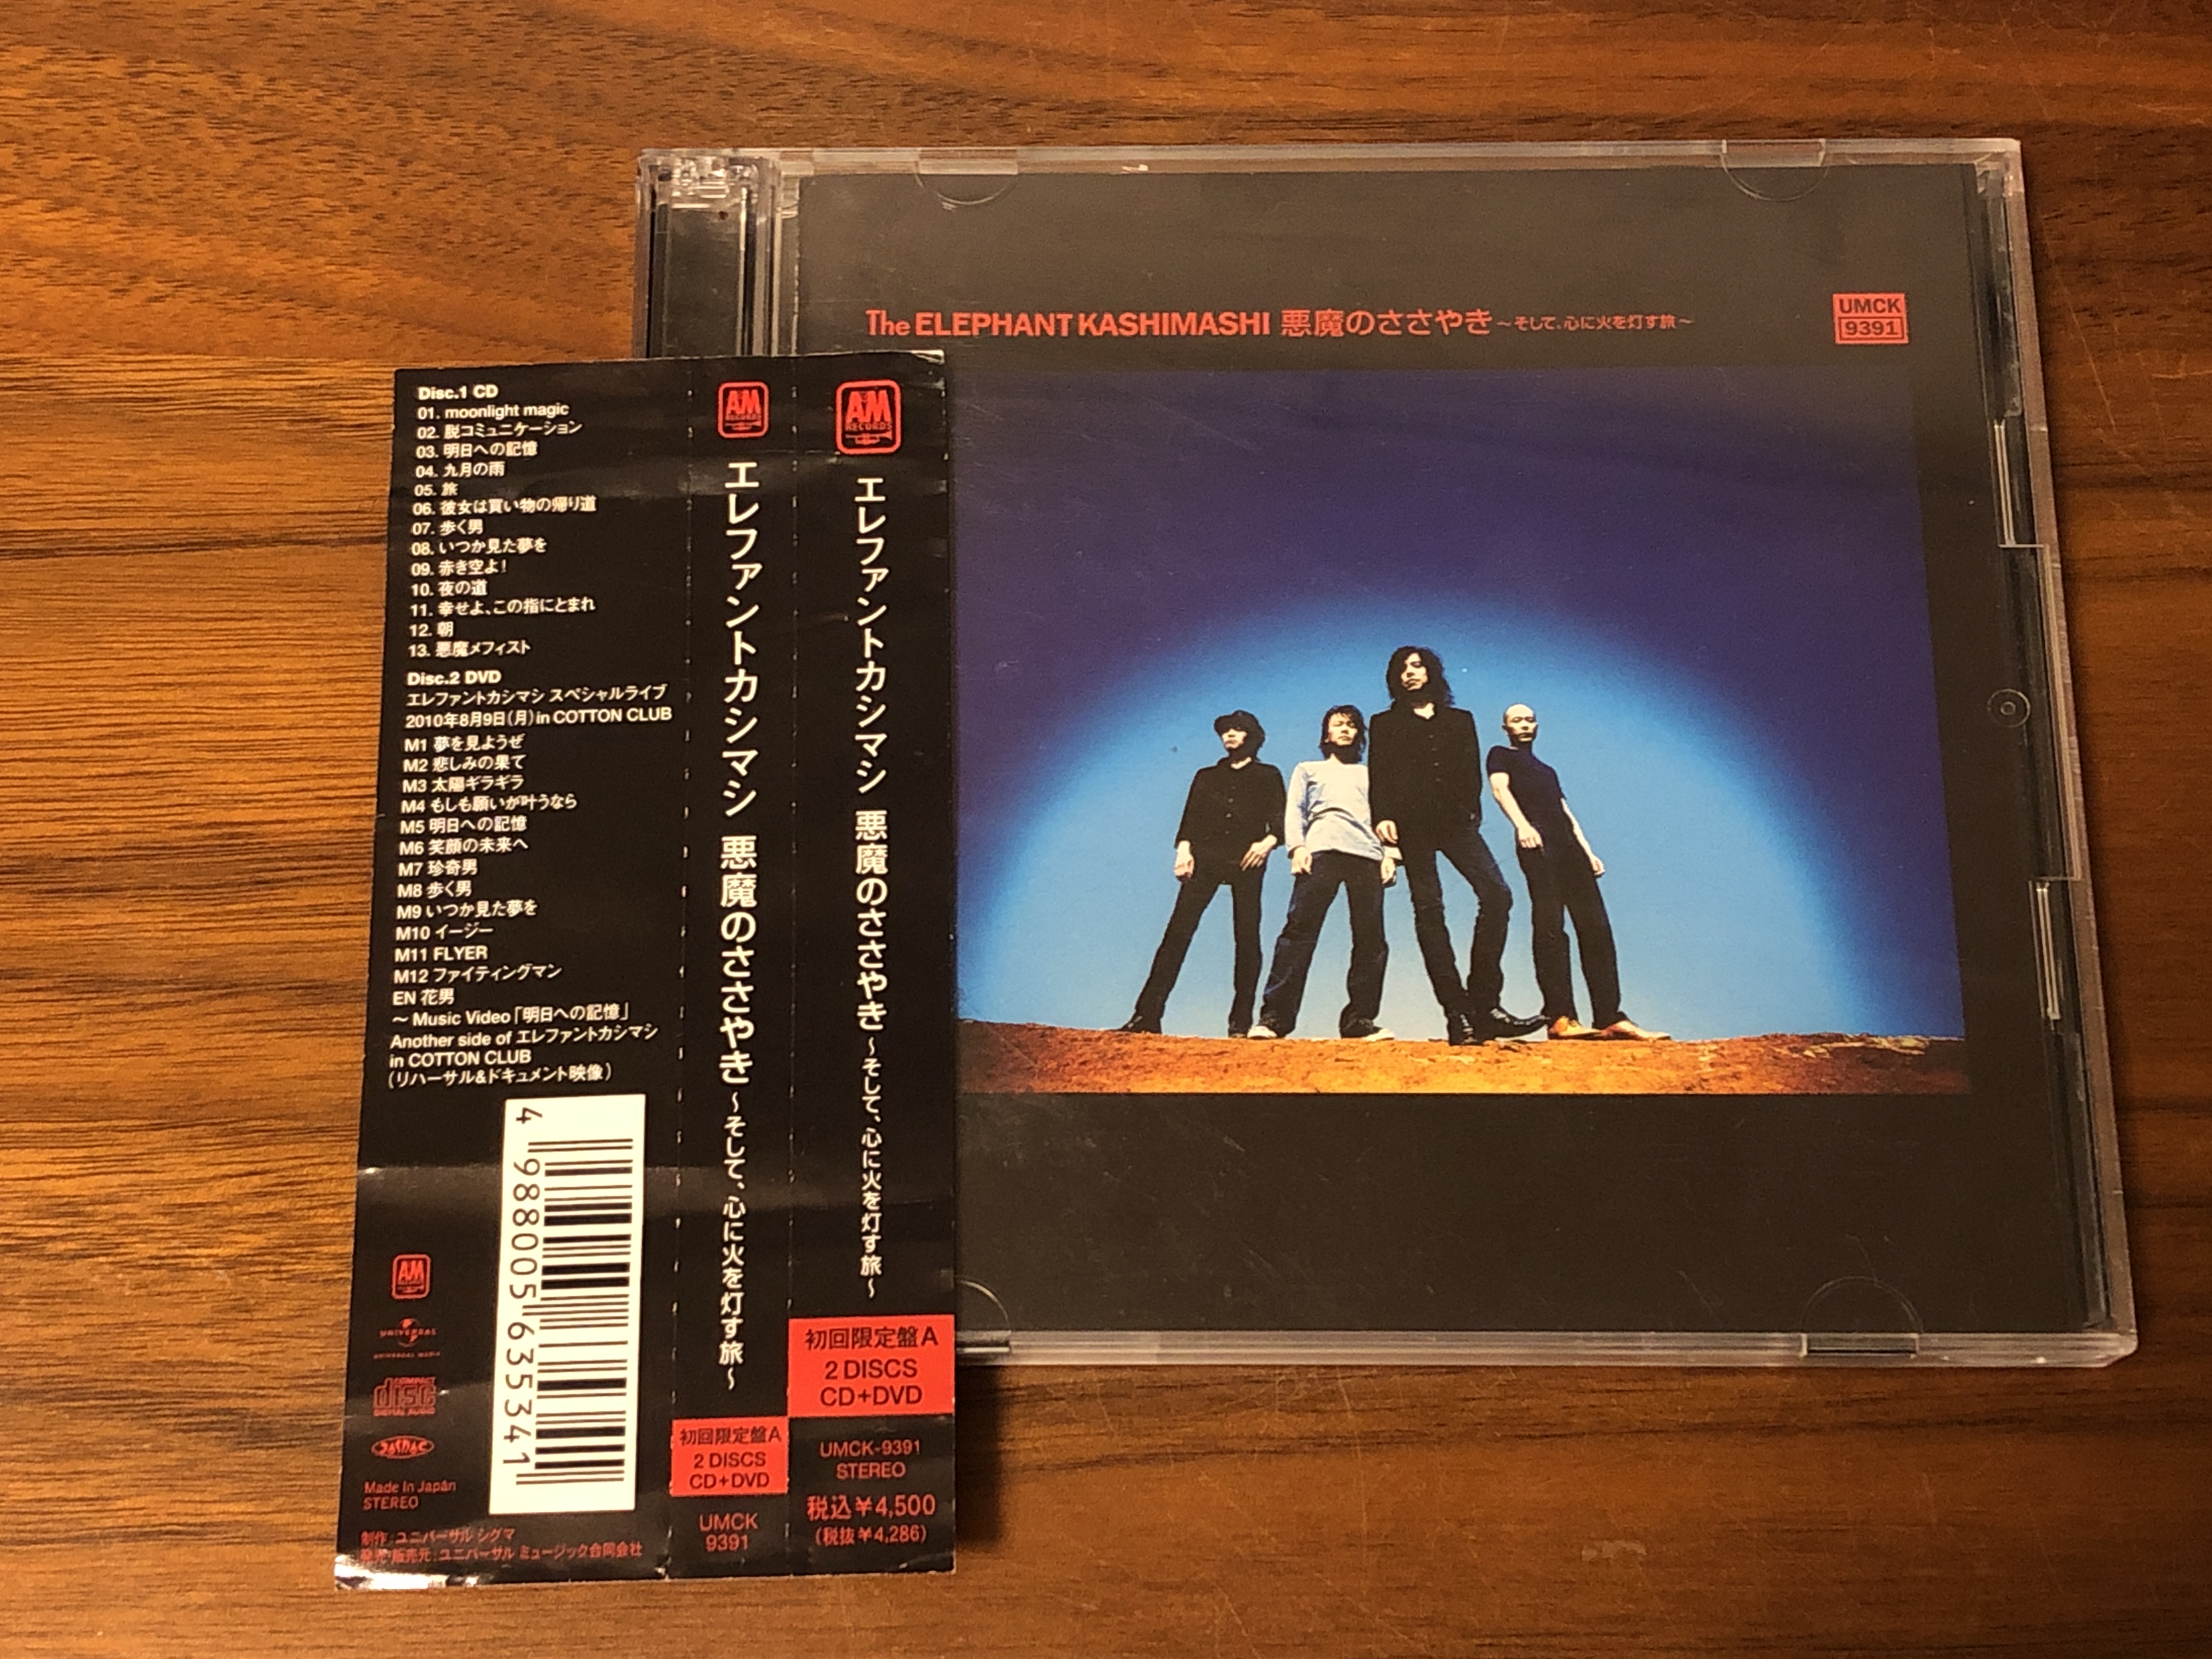 The ELEPHANT KASHIMASHI 悪魔のささやき ～そして、心に火を灯す旅～
UMCK
9391
Disc.1 CD
01. moonlight magic
02. 脱コミュニケーション
03. 明日への記憶
04. 九月の雨
05. 旅
06. 彼女は買い物の帰り道
07. 歩く男
08. いつか見た夢を
09. 赤き空よ!
10. 夜の道
11. 幸せよ、この指にとまれ
12. 朝
13. 悪魔メフィスト
Disc.2 DVD
エレファントカシマシ スペシャルライブ
2010年8月9日(月) in COTTON CLUB
M1 夢を見ようぜ
M2 悲しみの果て
M3 太陽ギラギラ
M4 もしも願いが叶うなら
M5 明日への記憶
M6 笑顔の未来へ
M7 珍奇男
M8 歩く男
M9 いつか見た夢を
M10 イージー
M11 FLYER
M12 ファイティングマン
EN 花男
～ Music Video「明日への記憶」
Another side of エレファントカシマシ
in COTTON CLUB
(リハーサル&ドキュメント映像)
4 988005 635341
AM
UNIVERSAL
UNIVERSAL MUSIC
COMPACT
disc
DIGITAL AUDIO
JASRAC
Made In Japan
STEREO
制作：ユニバーサル シグマ
発売・販売元：ユニバーサル ミュージック合同会社
AM
RECORDS
エレファントカシマシ 悪魔のささやき ～そして、心に火を灯す旅～
初回限定盤A
2 DISCS
CD+DVD
UMCK
9391
AM
RECORDS
エレファントカシマシ 悪魔のささやき ～そして、心に火を灯す旅～
初回限定盤A
2 DISCS
CD+DVD
UMCK-9391
STEREO
税込￥4,500
(税抜￥4,286)